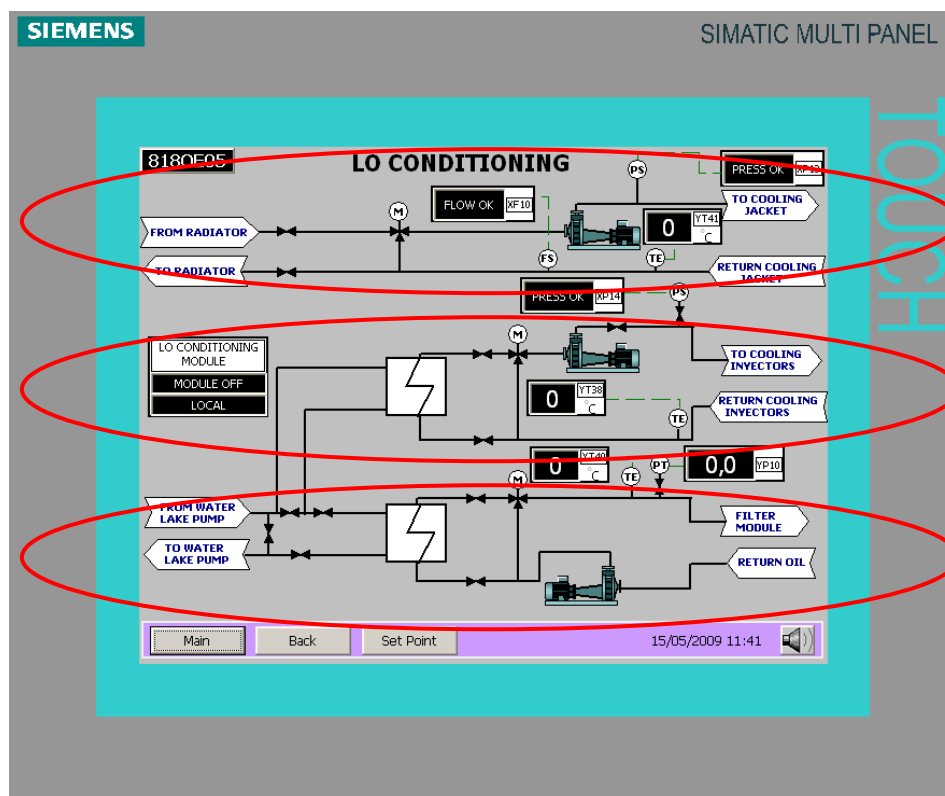 SIEMENS
SIMATIC MULTI PANEL
TOUCH
818OE05
LO CONDITIONING
PS
PRESS OK XP13
TO COOLING
JACKET
M
FLOW OK XF10
0 YT41
°C
FROM RADIATOR
FS
TE
TO RADIATOR
RETURN COOLING
JACKET
PRESS OK XP14
PS
M
LO CONDITIONING
MODULE
MODULE OFF
LOCAL
TO COOLING
INYECTORS
0 YT38
°C
TE
RETURN COOLING
INYECTORS
0 YT40
°C
M
TE
PT
0,0 YP10
FROM WATER
LAKE PUMP
FILTER
MODULE
TO WATER
LAKE PUMP
RETURN OIL
Main
Back
Set Point
15/05/2009 11:41